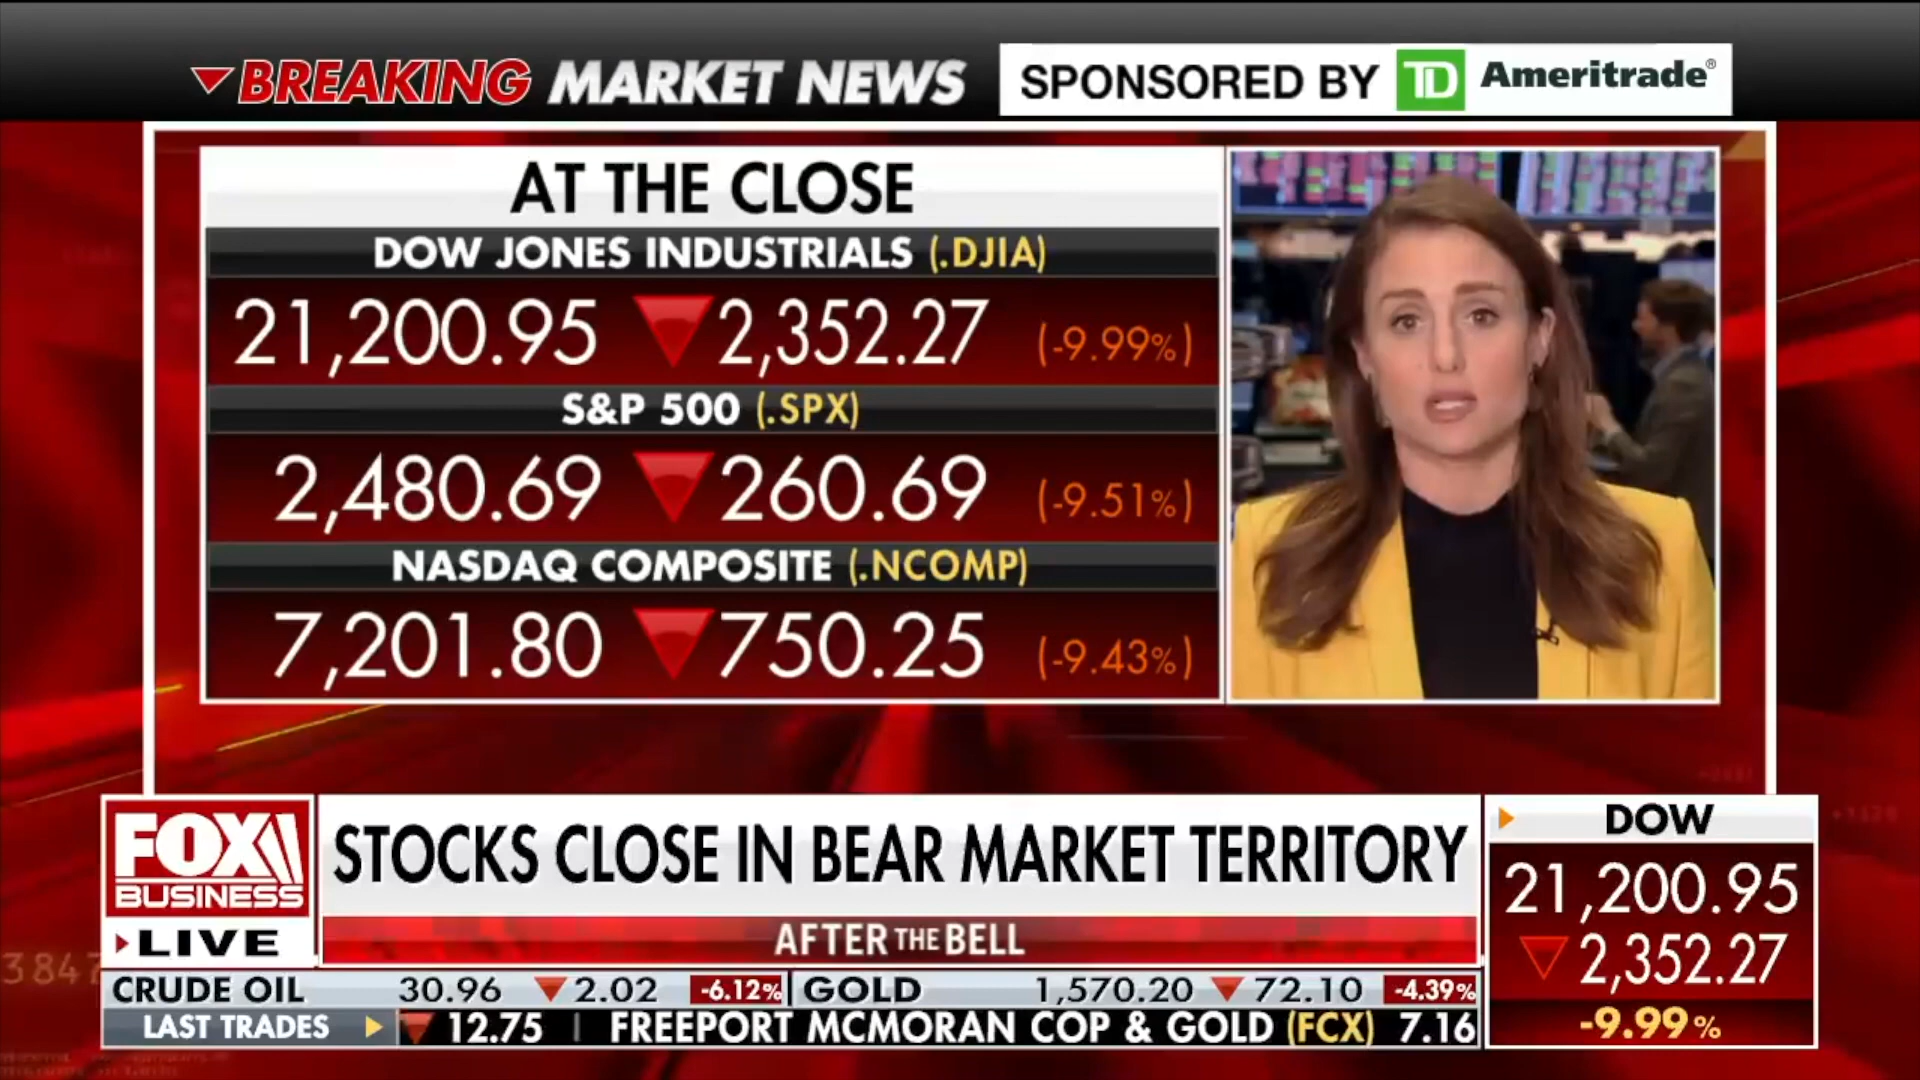 BREAKING MARKET NEWS
SPONSORED BY TD Ameritrade®
AT THE CLOSE
DOW JONES INDUSTRIALS (.DJIA)
21,200.95 ▼2,352.27 (-9.99%)
S&P 500 (.SPX)
2,480.69 ▼260.69 (-9.51%)
NASDAQ COMPOSITE (.NCOMP)
7,201.80 ▼750.25 (-9.43%)
FOX BUSINESS
LIVE
STOCKS CLOSE IN BEAR MARKET TERRITORY
AFTER THE BELL
DOW
21,200.95
▼2,352.27
-9.99%
CRUDE OIL 30.96 ▼2.02 -6.12% GOLD 1,570.20 ▼72.10 -4.39%
LAST TRADES ▼12.75 | FREEPORT MCMORAN COP & GOLD (FCX) 7.16